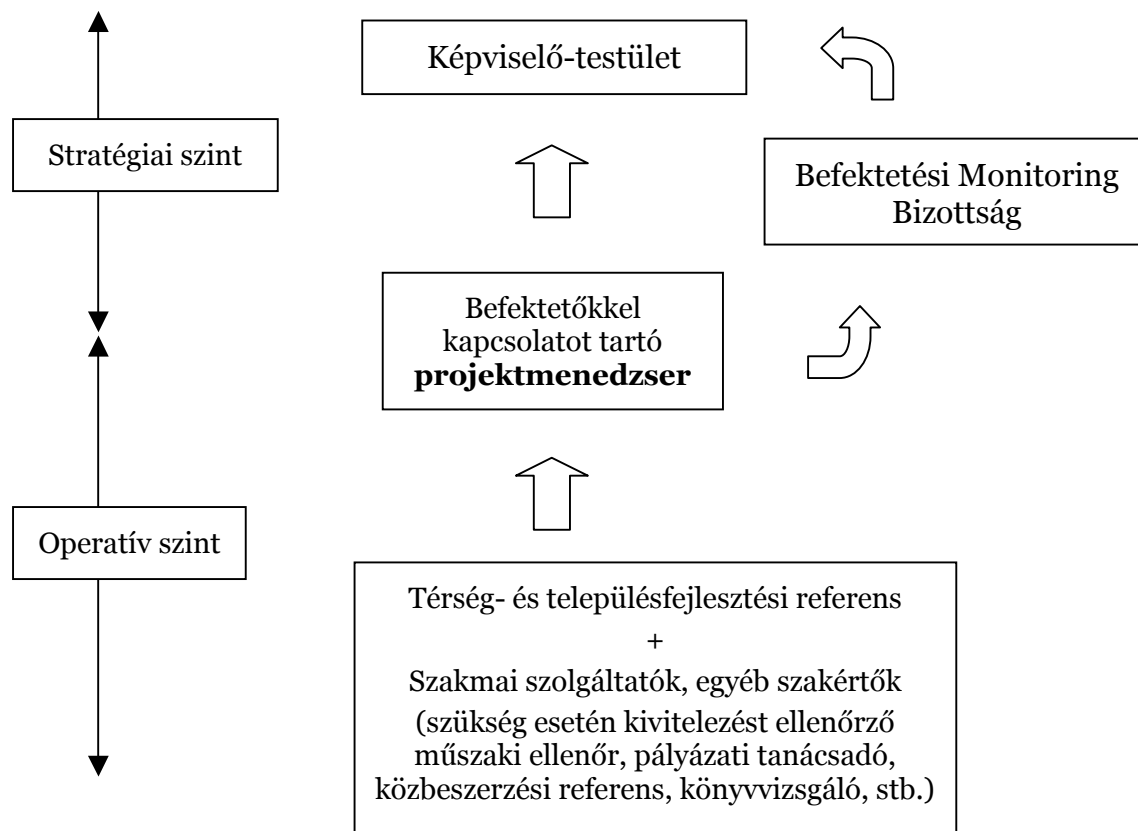 Képviselő-testület
Stratégiai szint
Befektetési Monitoring
Bizottság
Befektetőkkel
kapcsolatot tartó
projektmenedzser
Operatív szint
Térség- és településfejlesztési referens
+
Szakmai szolgáltatók, egyéb szakértők
(szükség esetén kivitelezést ellenőrző
műszaki ellenőr, pályázati tanácsadó,
közbeszerzési referens, könyvvizsgáló, stb.)